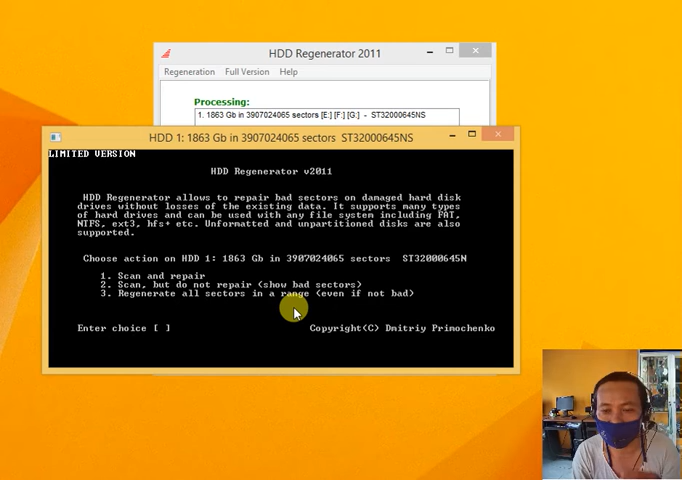 HDD Regenerator 2011
Regeneration Full Version Help
Processing:
1. 1863 Gb in 3907024065 sectors [E:] [F:] [G:] - ST32000645NS
HDD 1: 1863 Gb in 3907024065 sectors ST32000645NS
LIMITED VERSION
HDD Regenerator v2011
HDD Regenerator allows to repair bad sectors on damaged hard disk
drives without losses of the existing data. It supports many types
of hard drives and can be used with any file system including FAT,
NTFS, ext3, hfs+ etc. Unformatted and unpartitioned disks are also
supported.
Choose action on HDD 1: 1863 Gb in 3907024065 sectors ST32000645N
1. Scan and repair
2. Scan, but do not repair (show bad sectors)
3. Regenerate all sectors in a range (even if not bad)
Enter choice [ ] Copyright(C) Dmitriy Primochenko